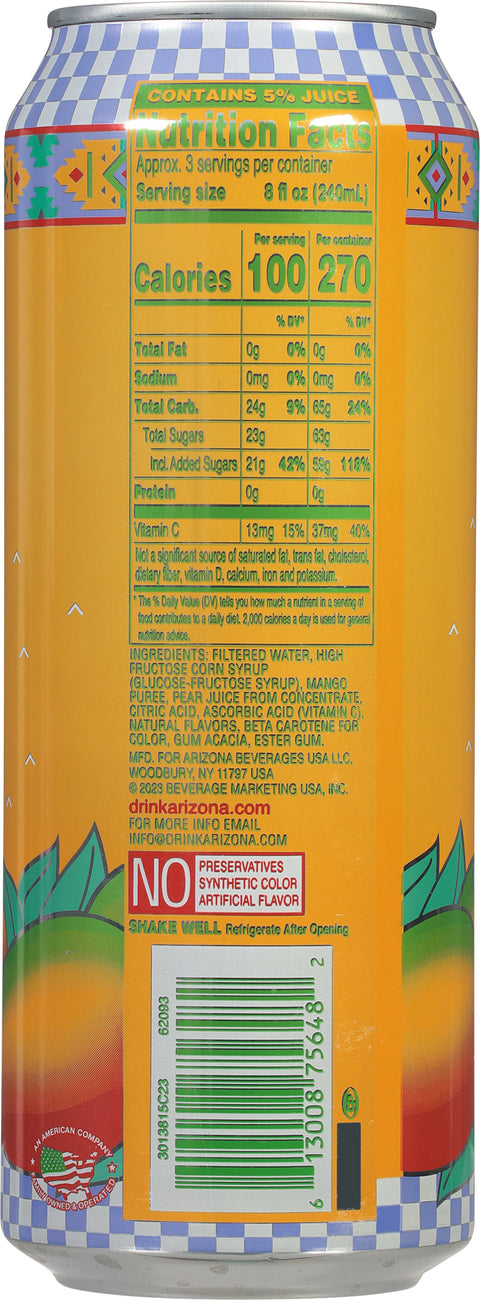 CONTAINS 5% JUICE
Nutrition Facts
Approx. 3 servings per container
Serving size 8 fl oz (240mL)
Per serving Per container
Calories 100 270
% DV* % DV*
Total Fat 0g 0% 0g 0%
Sodium 0mg 0% 0mg 0%
Total Carb. 24g 9% 65g 24%
Total Sugars 23g 63g
Incl. Added Sugars 21g 42% 59g 118%
Protein 0g 0g
Vitamin C 13mg 15% 37mg 40%
Not a significant source of saturated fat, trans fat, cholesterol,
dietary fiber, vitamin D, calcium, iron and potassium.
* The % Daily Value (DV) tells you how much a nutrient in a serving of
food contributes to a daily diet. 2,000 calories a day is used for general
nutrition advice.
INGREDIENTS: FILTERED WATER, HIGH
FRUCTOSE CORN SYRUP
(GLUCOSE-FRUCTOSE SYRUP), MANGO
PUREE, PEAR JUICE FROM CONCENTRATE,
CITRIC ACID, ASCORBIC ACID (VITAMIN C),
NATURAL FLAVORS, BETA CAROTENE FOR
COLOR, GUM ACACIA, ESTER GUM.
MFD. FOR ARIZONA BEVERAGES USA LLC,
WOODBURY, NY 11797 USA
© 2023 BEVERAGE MARKETING USA, INC.
drinkarizona.com
FOR MORE INFO EMAIL
INFO@DRINKARIZONA.COM
NO PRESERVATIVES
SYNTHETIC COLOR
ARTIFICIAL FLAVOR
SHAKE WELL Refrigerate After Opening
62093
3013815C23
6 13008 75648 2
G
AN AMERICAN COMPANY
FAMILY OWNED & OPERATED